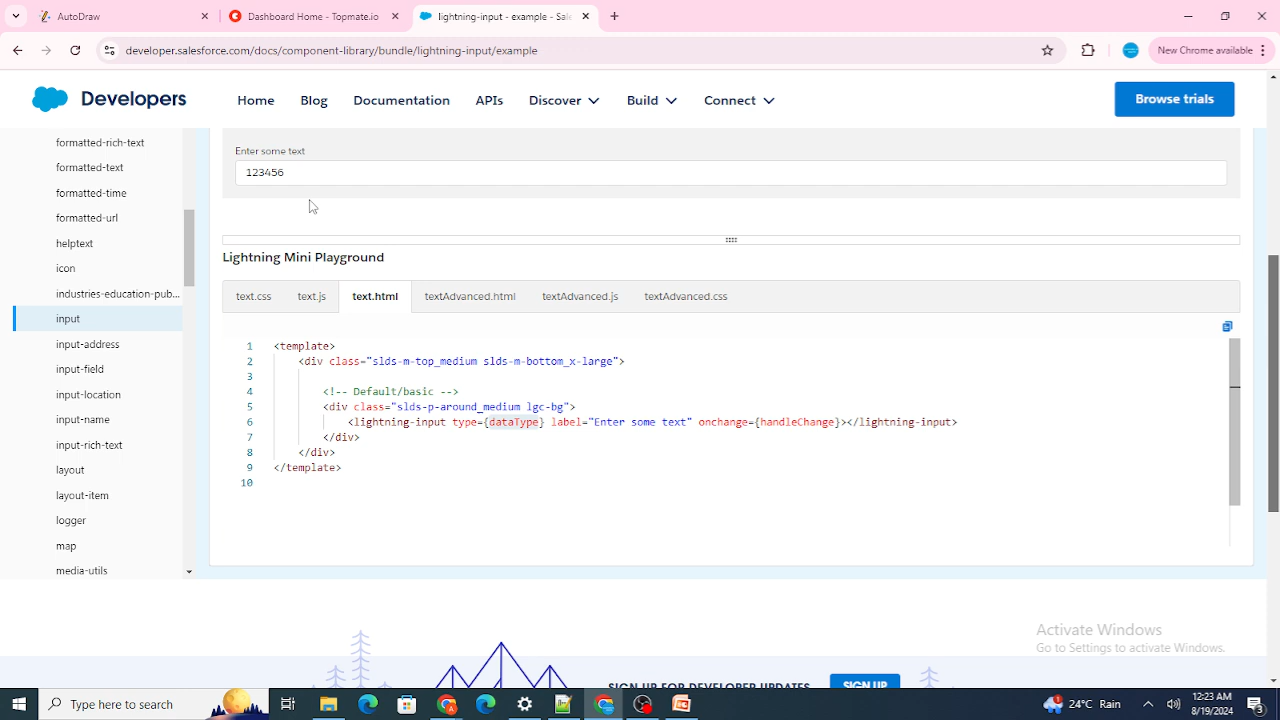 AutoDraw
Dashboard Home - Topmate.io
lightning-input - example - Sale
developer.salesforce.com/docs/component-library/bundle/lightning-input/example
New Chrome available
Developers
Home
Blog
Documentation
APIs
Discover
Build
Connect
Browse trials
formatted-rich-text
formatted-text
formatted-time
formatted-url
helptext
icon
industries-education-pub...
input
input-address
input-field
input-location
input-name
input-rich-text
layout
layout-item
logger
map
media-utils
Enter some text
123456
Lightning Mini Playground
text.css
text.js
text.html
textAdvanced.html
textAdvanced.js
textAdvanced.css
1 <template>
2 <div class="slds-m-top_medium slds-m-bottom_x-large">
3
4 <!-- Default/basic -->
5 <div class="slds-p-around_medium lgc-bg">
6 <lightning-input type={dataType} label="Enter some text" onchange={handleChange}></lightning-input>
7 </div>
8 </div>
9 </template>
10
Activate Windows
Go to Settings to activate Windows.
SIGN UP FOR DEVELOPER UPDATES
SIGN UP
Type here to search
24°C Rain
12:23 AM
8/19/2024
3